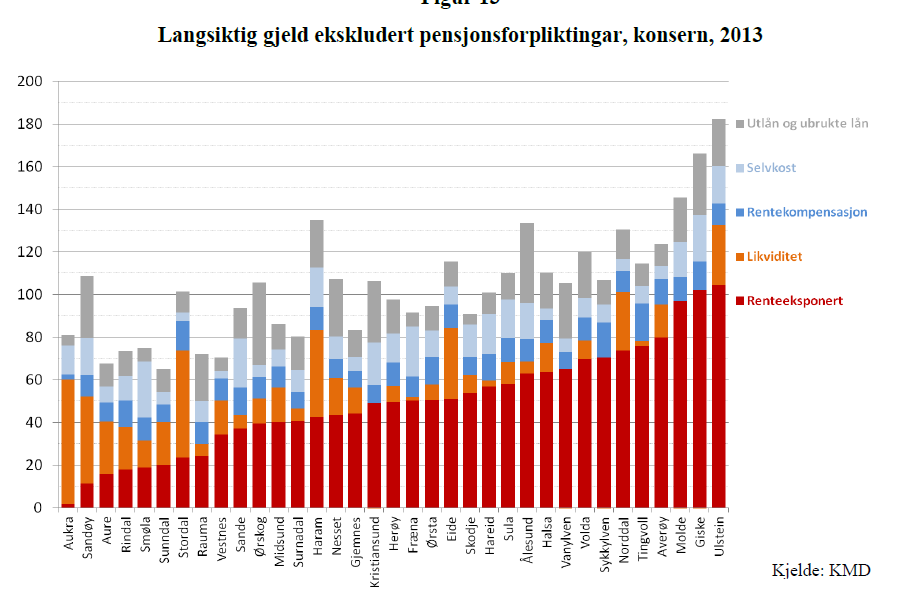 Figur 15
Langsiktig gjeld ekskludert pensjonsforpliktingar, konsern, 2013
200
180
160
140
120
100
80
60
40
20
0
Utlån og ubrukte lån
Selvkost
Rentekompensasjon
Likviditet
Renteeksponert
Aukra
Sandøy
Aure
Rindal
Smøla
Sunndal
Stordal
Rauma
Vestnes
Sande
Ørskog
Midsund
Surnadal
Haram
Nesset
Gjemnes
Kristiansund
Herøy
Fræna
Ørsta
Eide
Skodje
Hareid
Sula
Ålesund
Halsa
Vanylven
Volda
Sykkylven
Norddal
Tingvoll
Averøy
Molde
Giske
Ulstein
Kjelde: KMD